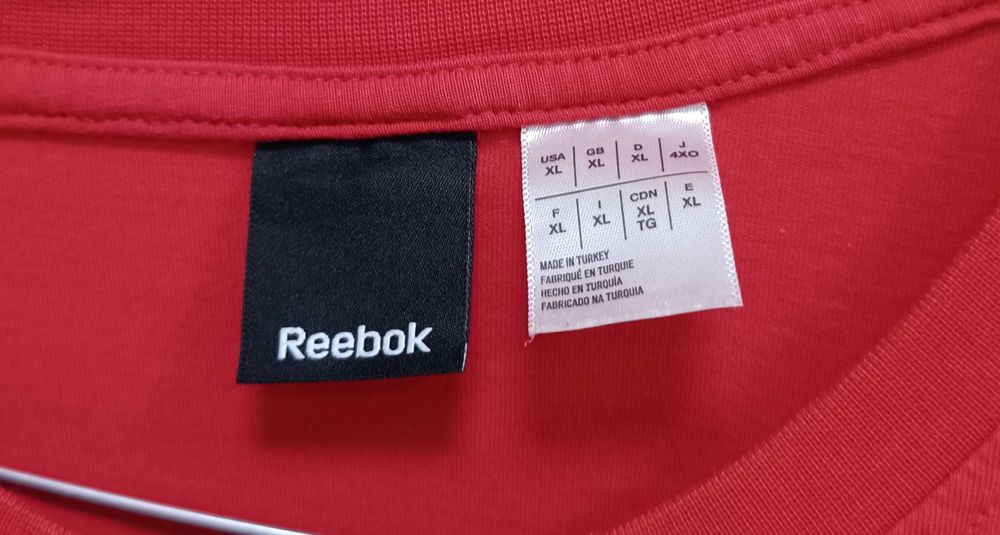 Reebok
USA GB D J
XL XL XL 4XO
F I CDN E
XL XL XL XL
TG
MADE IN TURKEY
FABRIQUÉ EN TURQUIE
HECHO EN TURQUÍA
FABRICADO NA TURQUIA